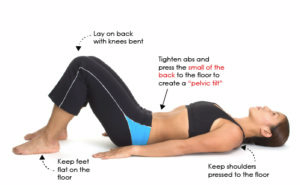 Lay on back
with knees bent
Tighten abs and
press the small of the
back to the floor to
create a "pelvic tilt"
Keep feet
flat on the
floor
Keep shoulders
pressed to the floor